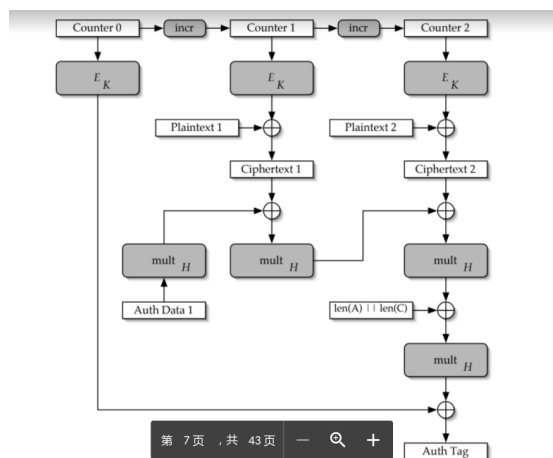 Counter 0 incr Counter 1 incr Counter 2
E K E K E K
Plaintext 1 Plaintext 2
Ciphertext 1 Ciphertext 2
mult H mult H mult H
Auth Data 1 len(A) || len(C)
mult H
第 7页 ,共 43页
Auth Tag